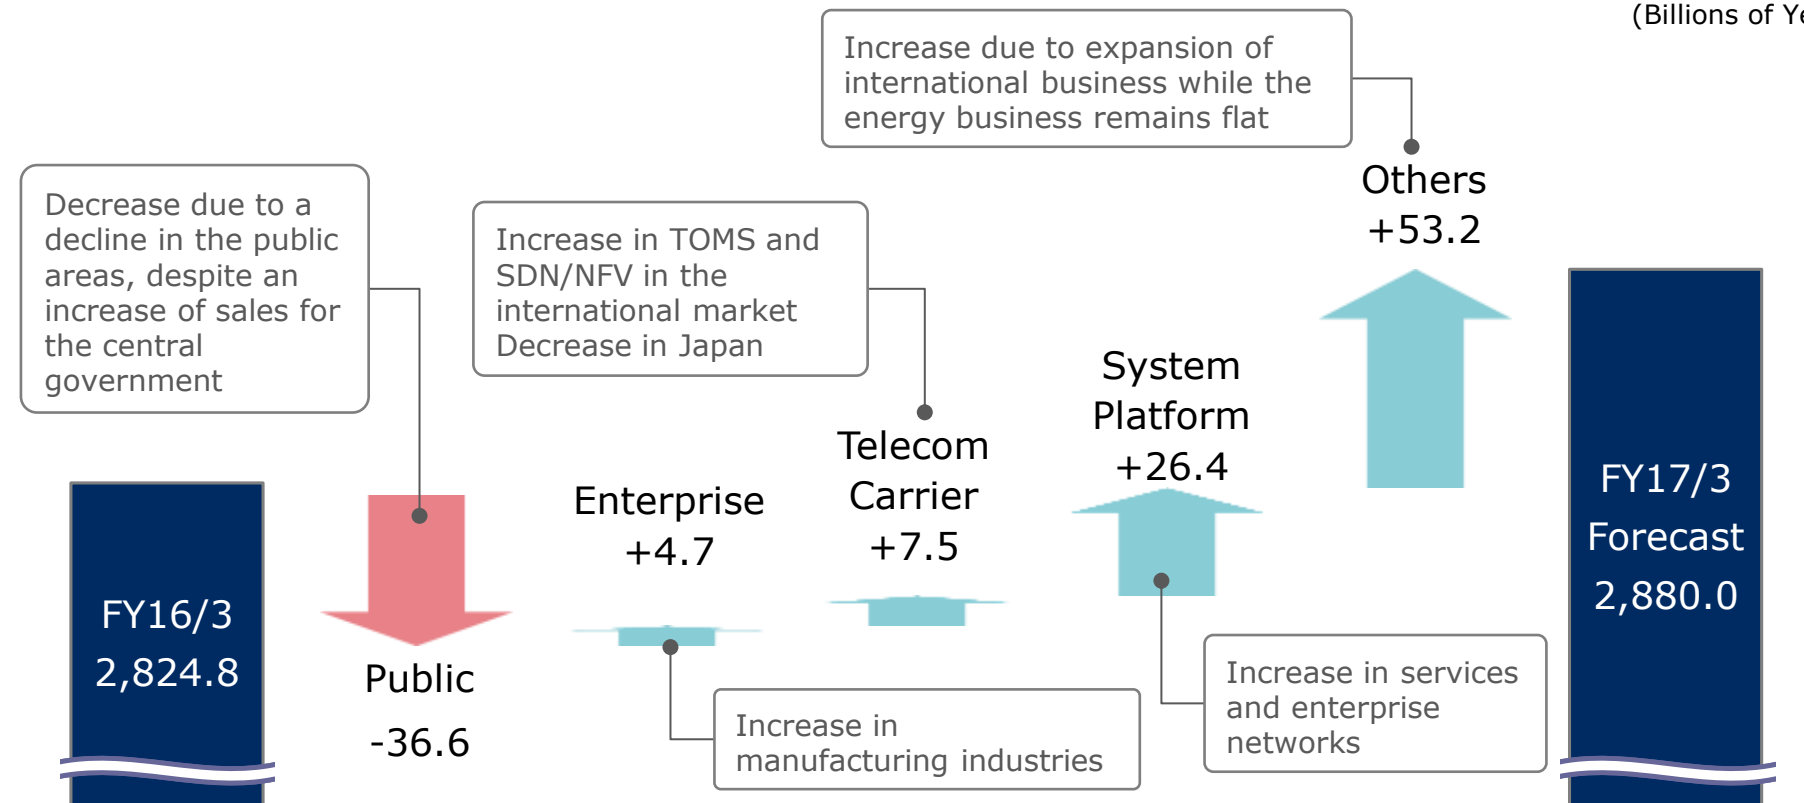 (Billions of Ye
Increase due to expansion of
international business while the
energy business remains flat
Others
+53.2
Decrease due to a
decline in the public
areas, despite an
increase of sales for
the central
government
Increase in TOMS and
SDN/NFV in the
international market
Decrease in Japan
System
Platform
+26.4
Telecom
Carrier
+7.5
Enterprise
+4.7
FY17/3
Forecast
2,880.0
FY16/3
2,824.8
Public
-36.6
Increase in
manufacturing industries
Increase in services
and enterprise
networks